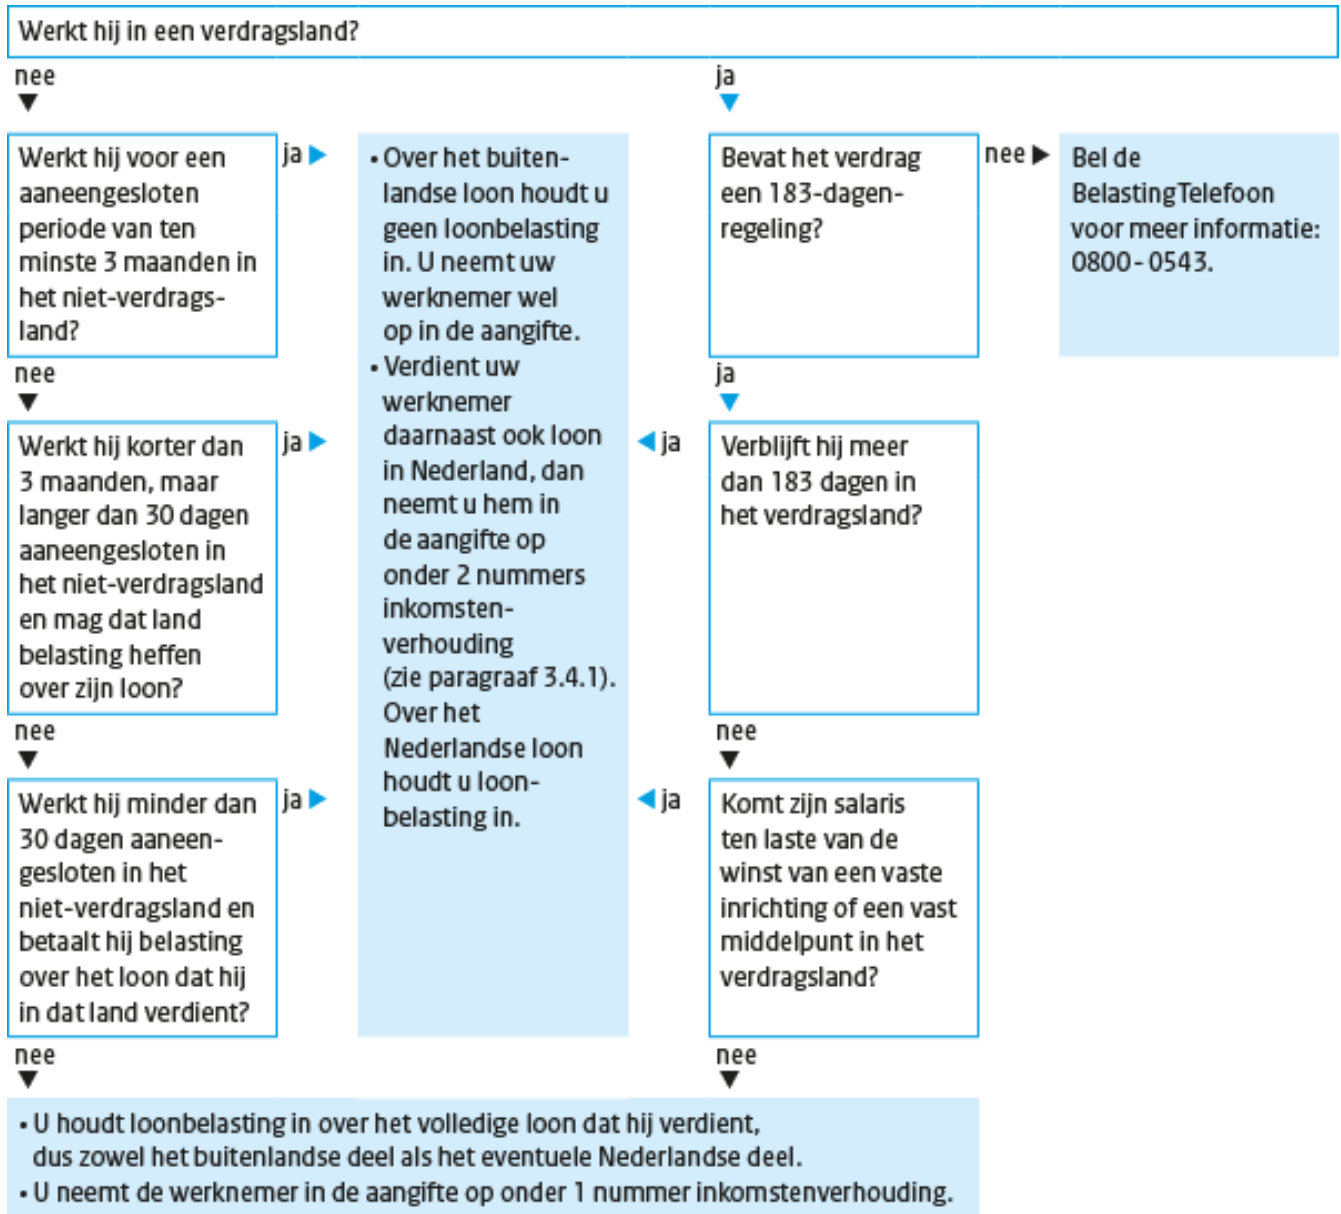 Werkt hij in een verdragsland?
nee
ja
Werkt hij voor een
aaneengesloten
periode van ten
minste 3 maanden in
het niet-verdrags-
land?
ja
• Over het buiten-
landse loon houdt u
geen loonbelasting
in. U neemt uw
werknemer wel
op in de aangifte.
• Verdient uw
werknemer
daarnaast ook loon
in Nederland, dan
neemt u hem in
de aangifte op
onder 2 nummers
inkomsten-
verhouding
(zie paragraaf 3.4.1).
Over het
Nederlandse loon
houdt u loon-
belasting in.
Bevat het verdrag
een 183-dagen-
regeling?
nee
Bel de
BelastingTelefoon
voor meer informatie:
0800-0543.
nee
ja
Werkt hij korter dan
3 maanden, maar
langer dan 30 dagen
aaneengesloten in
het niet-verdragsland
en mag dat land
belasting heffen
over zijn loon?
ja
ja
Verblijft hij meer
dan 183 dagen in
het verdragsland?
nee
nee
Werkt hij minder dan
30 dagen aaneen-
gesloten in het
niet-verdragsland en
betaalt hij belasting
over het loon dat hij
in dat land verdient?
ja
ja
Komt zijn salaris
ten laste van de
winst van een vaste
inrichting of een vast
middelpunt in het
verdragsland?
nee
nee
• U houdt loonbelasting in over het volledige loon dat hij verdient,
dus zowel het buitenlandse deel als het eventuele Nederlandse deel.
• U neemt de werknemer in de aangifte op onder 1 nummer inkomstenverhouding.